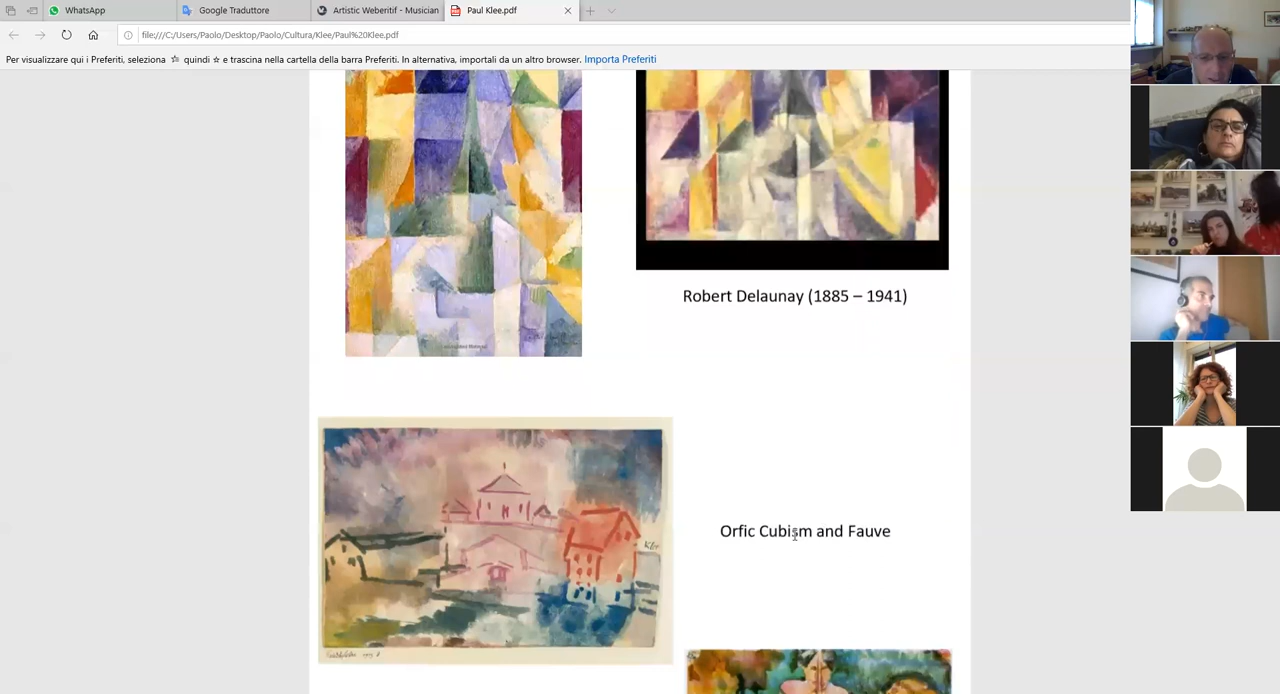 WhatsApp
Google Traduttore
Artistic Weberitif - Musician
Paul Klee.pdf
file:///C:/Users/Paolo/Desktop/Paolo/Cultura/Klee/Paul%20Klee.pdf
Per visualizzare qui i Preferiti, seleziona quindi e trascina nella cartella della barra Preferiti. In alternativa, importali da un altro browser. Importa Preferiti
Robert Delaunay (1885 – 1941)
Orfic Cubism and Fauve
Klee